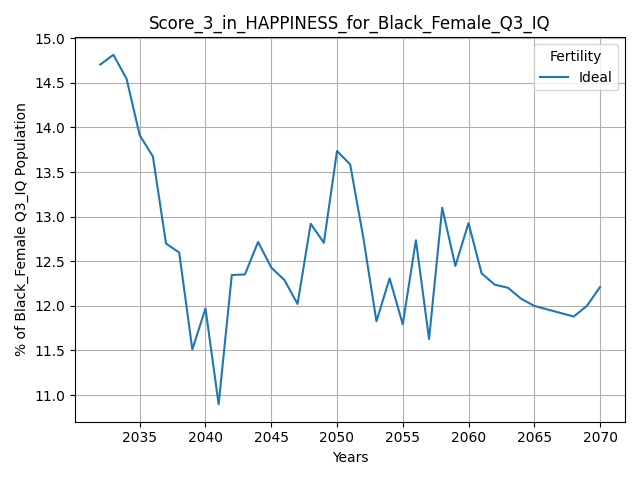 Score_3_in_HAPPINESS_for_Black_Female_Q3_IQ
Fertility
Ideal
% of Black_Female Q3_IQ Population
15.0
14.5
14.0
13.5
13.0
12.5
12.0
11.5
11.0
2035 2040 2045 2050 2055 2060 2065 2070
Years